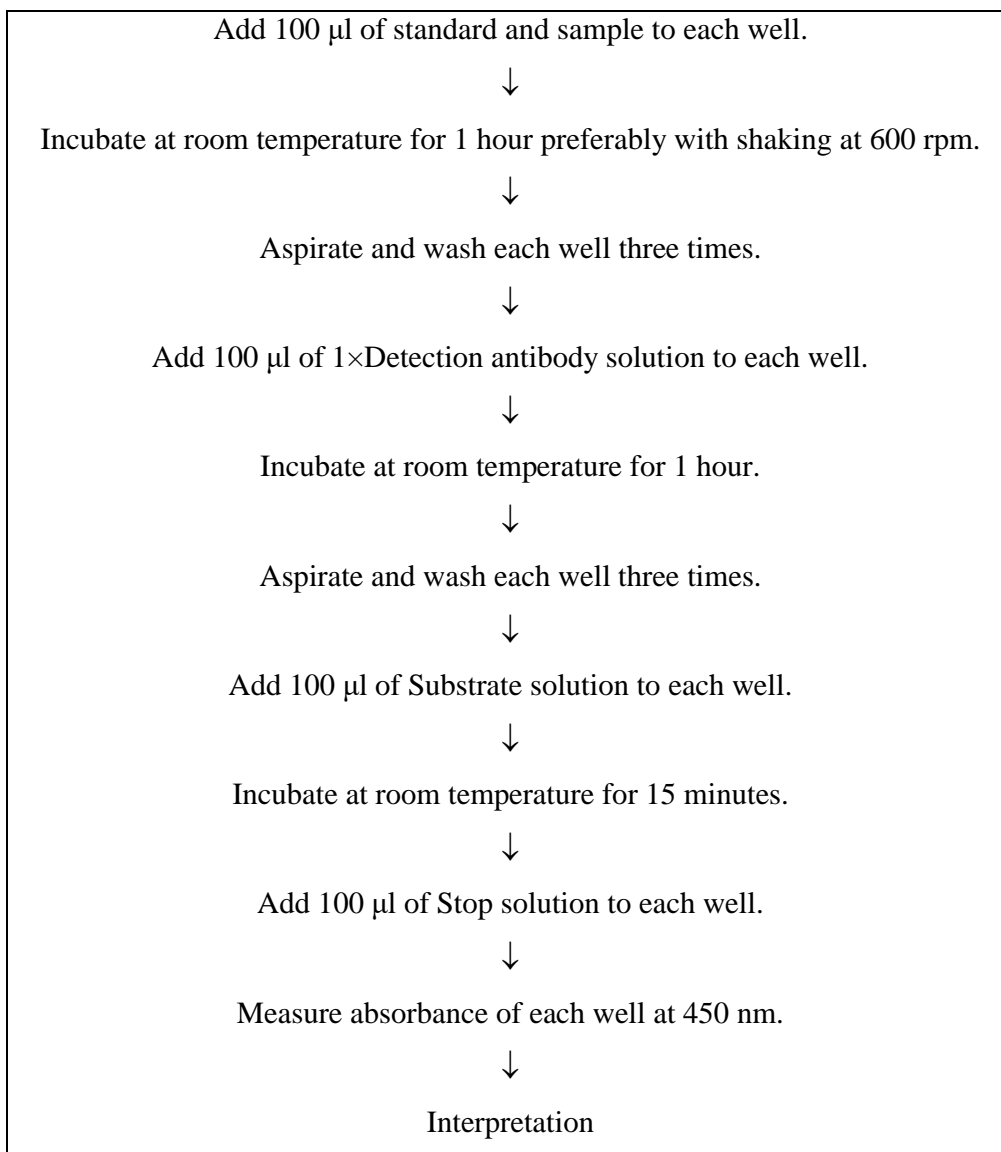 Add 100 μl of standard and sample to each well.
↓
Incubate at room temperature for 1 hour preferably with shaking at 600 rpm.
↓
Aspirate and wash each well three times.
↓
Add 100 μl of 1×Detection antibody solution to each well.
↓
Incubate at room temperature for 1 hour.
↓
Aspirate and wash each well three times.
↓
Add 100 μl of Substrate solution to each well.
↓
Incubate at room temperature for 15 minutes.
↓
Add 100 μl of Stop solution to each well.
↓
Measure absorbance of each well at 450 nm.
↓
Interpretation